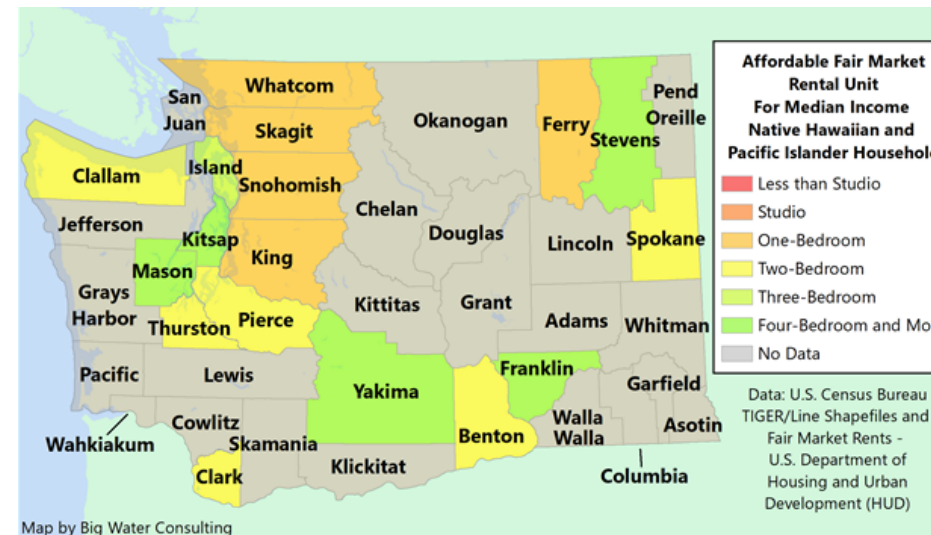 Affordable Fair Market
Rental Unit
For Median Income
Native Hawaiian and
Pacific Islander Househol
Less than Studio
Studio
One-Bedroom
Two-Bedroom
Three-Bedroom
Four-Bedroom and Mo
No Data
Whatcom
San
Juan
Skagit
Okanogan
Ferry
Stevens
Pend
Oreille
Island
Clallam
Snohomish
Chelan
Jefferson
Kitsap
King
Douglas
Lincoln
Spokane
Mason
Grays
Harbor
Kittitas
Grant
Thurston
Pierce
Adams
Whitman
Pacific
Lewis
Yakima
Franklin
Garfield
Wahkiakum
Cowlitz
Skamania
Benton
Walla
Walla
Asotin
Clark
Klickitat
Columbia
Data: U.S. Census Bureau
TIGER/Line Shapefiles and
Fair Market Rents -
U.S. Department of
Housing and Urban
Development (HUD)
Map by Big Water Consulting